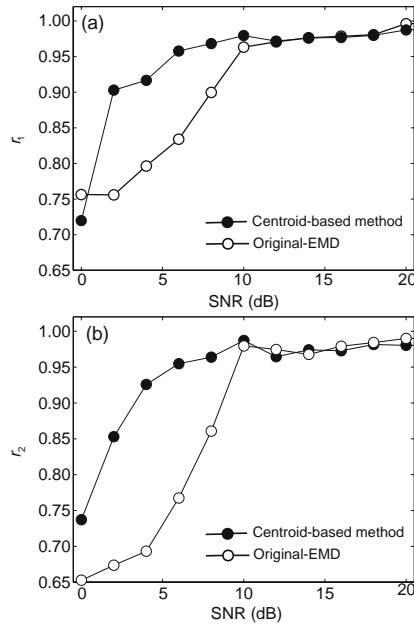 (a)
1.00
0.95
0.90
0.85
0.80
0.75
0.70
0.65
r1
Centroid-based method
Original-EMD
0 5 10 15 20
SNR (dB)
(b)
1.00
0.95
0.90
0.85
0.80
0.75
0.70
0.65
r2
Centroid-based method
Original-EMD
0 5 10 15 20
SNR (dB)